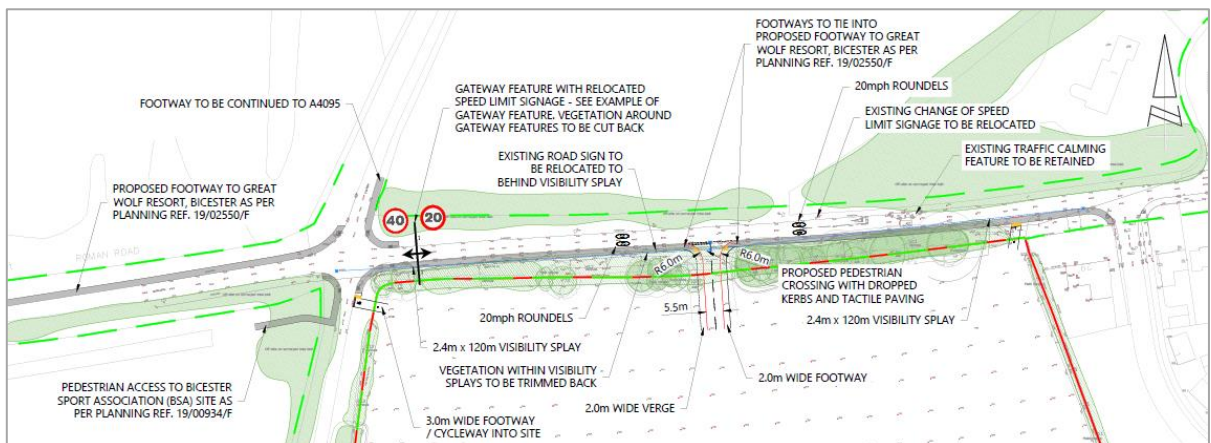 FOOTWAYS TO TIE INTO
PROPOSED FOOTWAY TO GREAT
WOLF RESORT, BICESTER AS PER
PLANNING REF. 19/02550/F
20mph ROUNDELS
GATEWAY FEATURE WITH RELOCATED
SPEED LIMIT SIGNAGE - SEE EXAMPLE OF
GATEWAY FEATURE. VEGETATION AROUND
GATEWAY FEATURES TO BE CUT BACK
FOOTWAY TO BE CONTINUED TO A4095
EXISTING CHANGE OF SPEED
LIMIT SIGNAGE TO BE RELOCATED
EXISTING ROAD SIGN TO
BE RELOCATED TO
BEHIND VISIBILITY SPLAY
EXISTING TRAFFIC CALMING
FEATURE TO BE RETAINED
PROPOSED FOOTWAY TO GREAT
WOLF RESORT, BICESTER AS PER
PLANNING REF. 19/02550/F
40
20
ROMAN ROAD
R6.0m
R6.0m
PROPOSED PEDESTRIAN
CROSSING WITH DROPPED
KERBS AND TACTILE PAVING
5.5m
20mph ROUNDELS
2.4m x 120m VISIBILITY SPLAY
2.4m x 120m VISIBILITY SPLAY
VEGETATION WITHIN VISIBILITY
SPLAYS TO BE TRIMMED BACK
2.0m WIDE FOOTWAY
PEDESTRIAN ACCESS TO BICESTER
SPORT ASSOCIATION (BSA) SITE AS
PER PLANNING REF. 19/00934/F
2.0m WIDE VERGE
3.0m WIDE FOOTWAY
/ CYCLEWAY INTO SITE